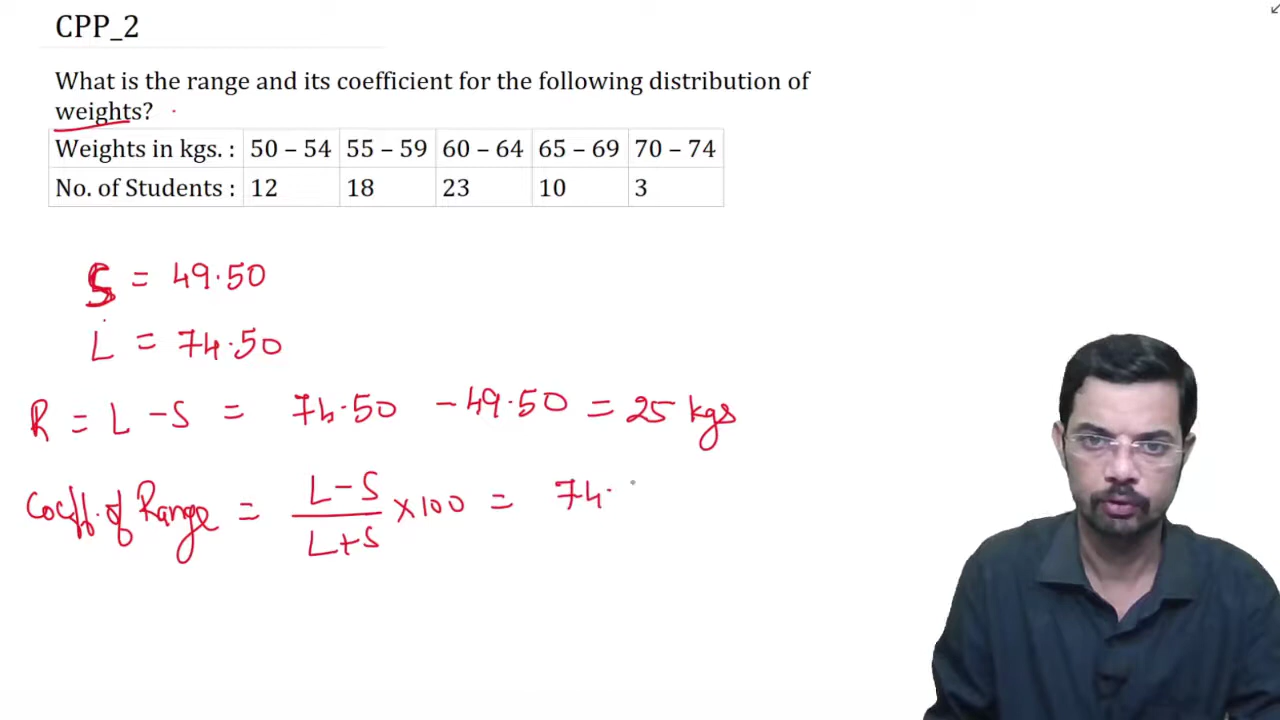 CPP_2
What is the range and its coefficient for the following distribution of
weights?
Weights in kgs. : 50 – 54 55 – 59 60 – 64 65 – 69 70 – 74
No. of Students : 12 18 23 10 3
S = 49.50
L = 74.50
R = L - S = 74.50 - 49.50 = 25 kgs
Coeff. of Range = L - S / L + S × 100 = 74.